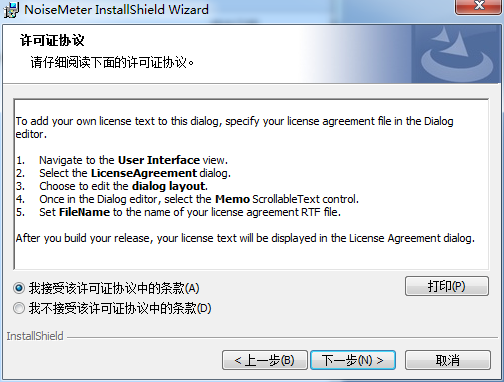 NoiseMeter InstallShield Wizard
许可证协议
请仔细阅读下面的许可证协议。
To add your own license text to this dialog, specify your license agreement file in the Dialog
editor.
1. Navigate to the User Interface view.
2. Select the LicenseAgreement dialog.
3. Choose to edit the dialog layout.
4. Once in the Dialog editor, select the Memo ScrollableText control.
5. Set FileName to the name of your license agreement RTF file.
After you build your release, your license text will be displayed in the License Agreement dialog.
我接受该许可证协议中的条款(A)
打印(P)
我不接受该许可证协议中的条款(D)
InstallShield
< 上一步(B)
下一步(N) >
取消